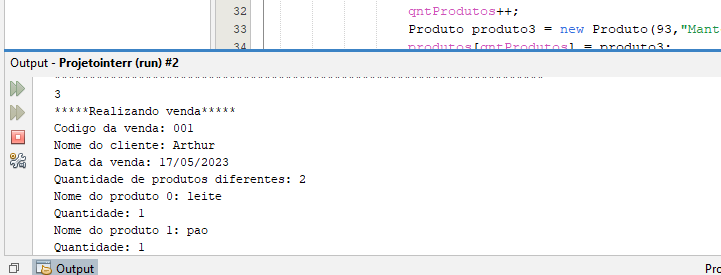 32
qntProdutos++;
33
Produto produto3 = new Produto(93,"Mant
34
produtos[qntProdutos] = produto3;
Output - Projetointerr (run) #2
3
*****Realizando venda*****
Codigo da venda: 001
Nome do cliente: Arthur
Data da venda: 17/05/2023
Quantidade de produtos diferentes: 2
Nome do produto 0: leite
Quantidade: 1
Nome do produto 1: pao
Quantidade: 1
Output
Pro